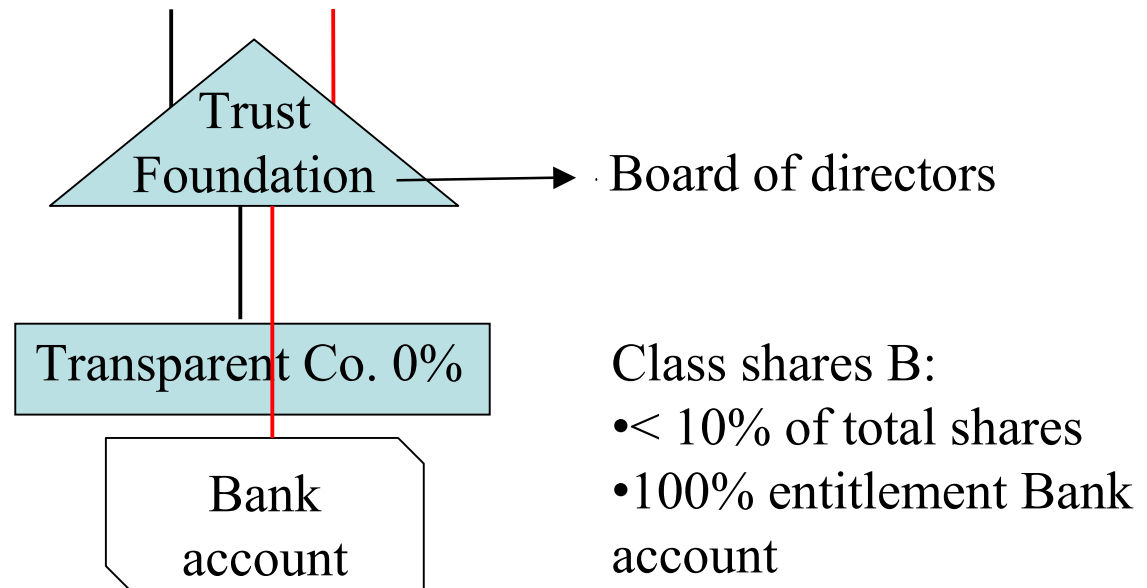 Trust
Foundation
Board of directors
Transparent Co. 0%
Class shares B:
•< 10% of total shares
•100% entitlement Bank
account
Bank
account